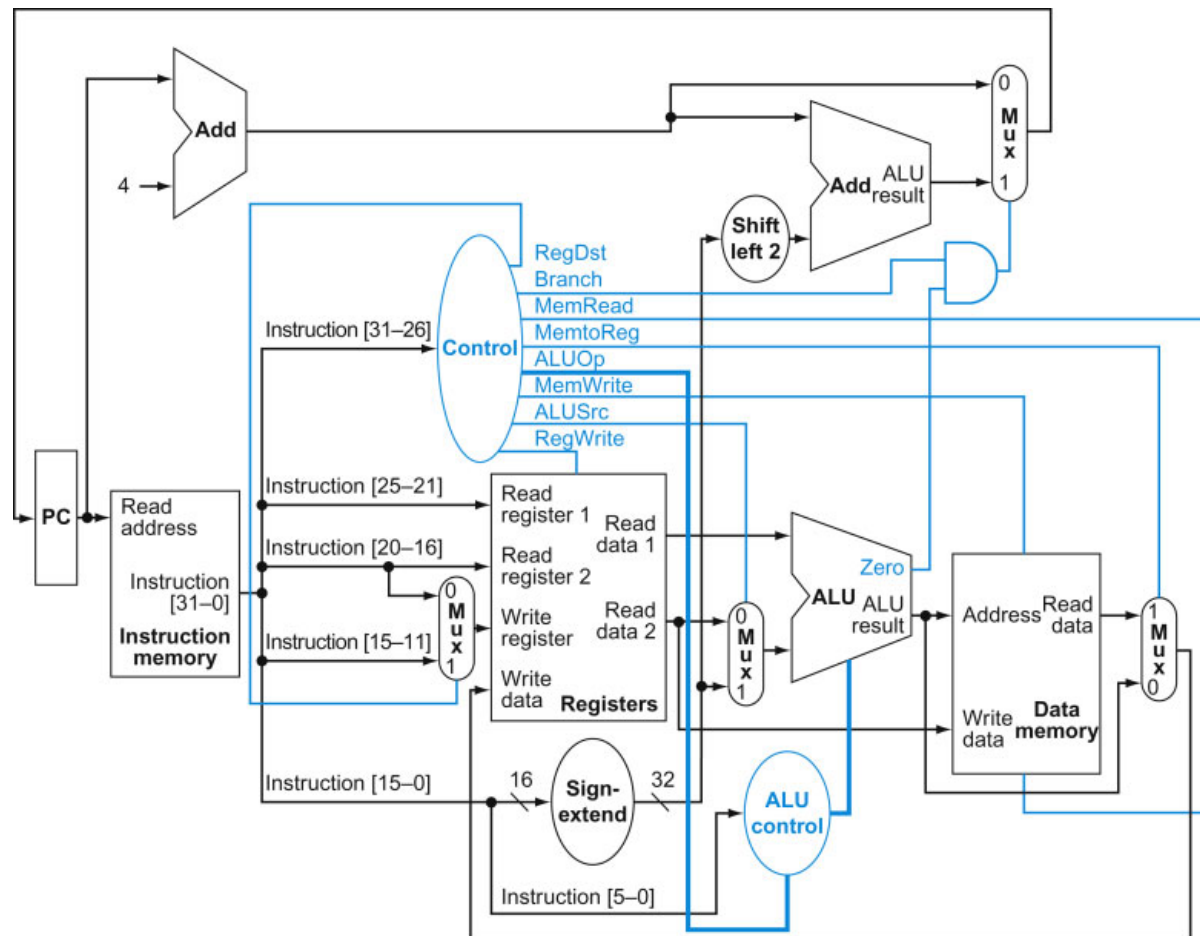 0
M
u
x
1
Add
4
Add
ALU
result
Shift
left 2
RegDst
Branch
MemRead
MemtoReg
ALUOp
MemWrite
ALUSrc
RegWrite
Instruction [31–26]
Control
PC
Read
address
Instruction
[31–0]
Instruction
memory
Instruction [25–21]
Instruction [20–16]
Instruction [15–11]
0
M
u
x
1
Read
register 1
Read
register 2
Write
register
Write
data
Read
data 1
Read
data 2
Registers
0
M
u
x
1
Zero
ALU
ALU
result
Address
Read
data
Write
data
Data
memory
1
M
u
x
0
Instruction [15–0]
16
Sign-
extend
32
ALU
control
Instruction [5–0]